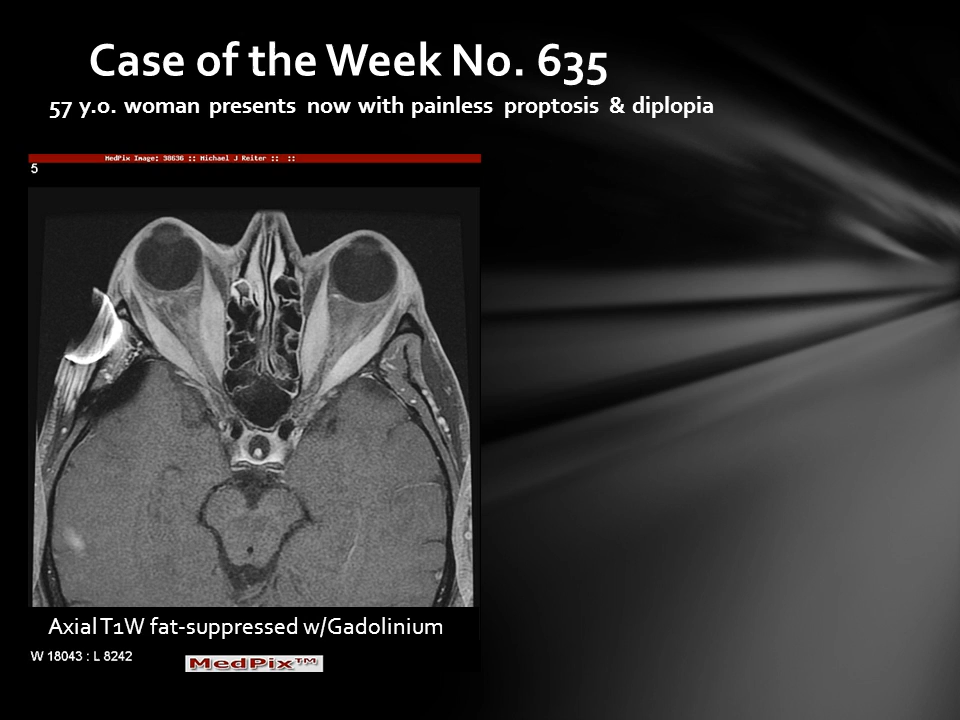 Case of the Week No. 635
57 y.o. woman presents now with painless proptosis & diplopia
MedPix Image: 38636 :: Michael J Reiter :: ::
5
Axial T1W fat-suppressed w/Gadolinium
W 18043 : L 8242
MedPix™